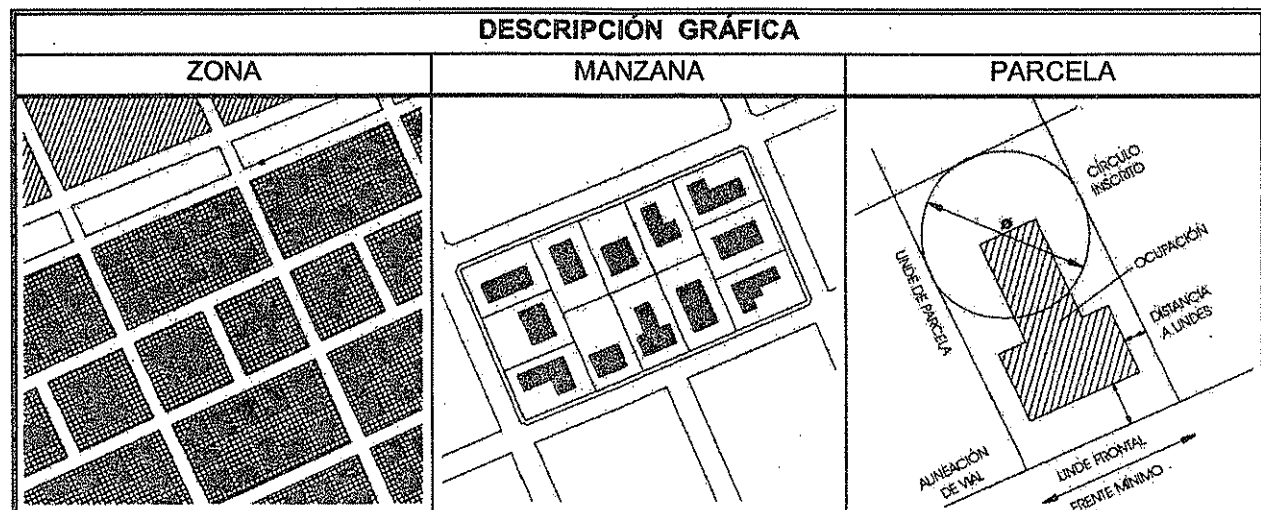 DESCRIPCIÓN GRÁFICA
ZONA
MANZANA
PARCELA
CÍRCULO
INSCRITO
OCUPACIÓN
LINDE DE PARCELA
DISTANCIA
A LINDES
ALINEACIÓN
DE VIAL
LINDE FRONTAL
FRENTE MÍNIMO